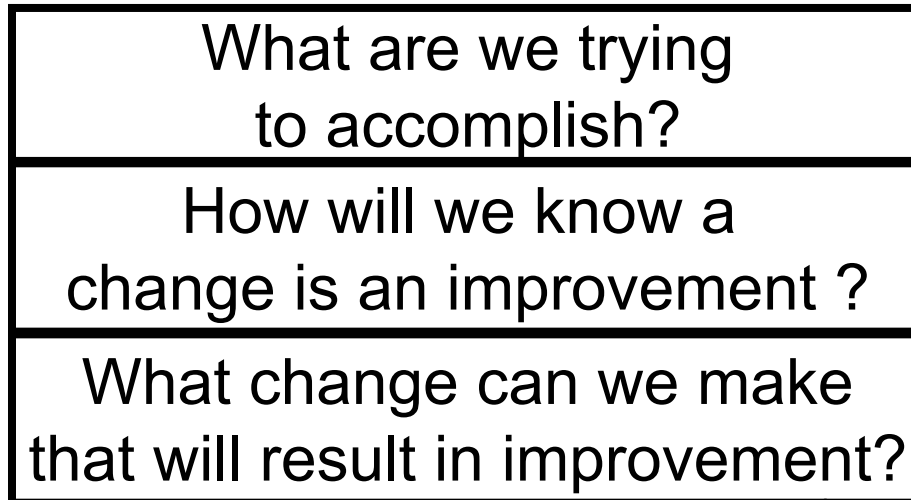 What are we trying
to accomplish?
How will we know a
change is an improvement ?
What change can we make
that will result in improvement?